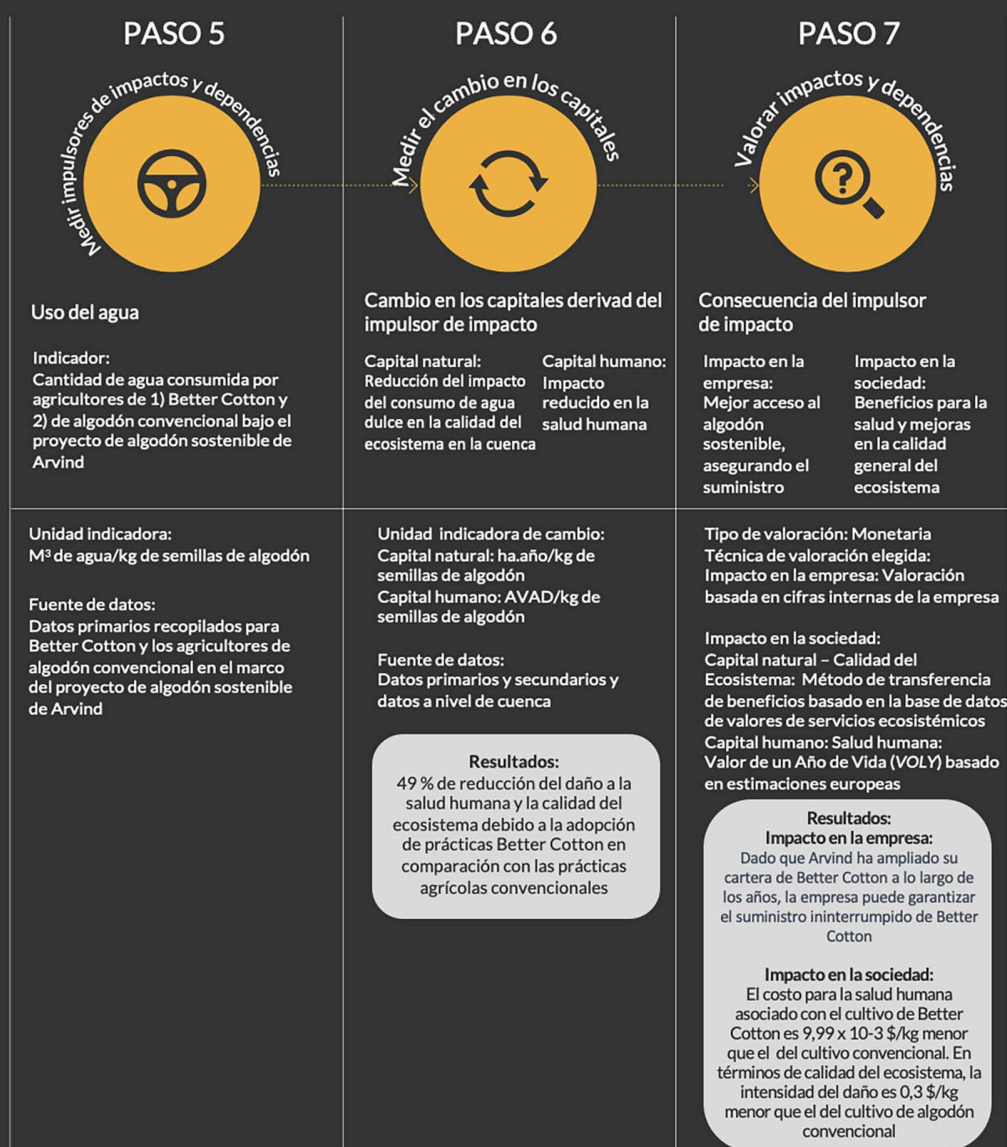 PASO 5
Medir impulsores de impactos y dependencias
Uso del agua
Indicador:
Cantidad de agua consumida por
agricultores de 1) Better Cotton y
2) de algodón convencional bajo el
proyecto de algodón sostenible de
Arvind
Unidad indicadora:
M³ de agua/kg de semillas de algodón
Fuente de datos:
Datos primarios recopilados para
Better Cotton y los agricultores de
algodón convencional en el marco
del proyecto de algodón sostenible
de Arvind
PASO 6
Medir el cambio en los capitales
Cambio en los capitales derivad del
impulsor de impacto
Capital natural:
Reducción del impacto
del consumo de agua
dulce en la calidad del
ecosistema en la cuenca
Capital humano:
Impacto
reducido en la
salud humana
Unidad indicadora de cambio:
Capital natural: ha.año/kg de
semillas de algodón
Capital humano: AVAD/kg de
semillas de algodón
Fuente de datos:
Datos primarios y secundarios y
datos a nivel de cuenca
Resultados:
49 % de reducción del daño a la
salud humana y la calidad del
ecosistema debido a la adopción
de prácticas Better Cotton en
comparación con las prácticas
agrícolas convencionales
PASO 7
Valorar impactos y dependencias
?
Consecuencia del impulsor
de impacto
Impacto en la
empresa:
Mejor acceso al
algodón
sostenible,
asegurando el
suministro
Impacto en la
sociedad:
Beneficios para la
salud y mejoras
en la calidad
general del
ecosistema
Tipo de valoración: Monetaria
Técnica de valoración elegida:
Impacto en la empresa: Valoración
basada en cifras internas de la empresa
Impacto en la sociedad:
Capital natural – Calidad del
Ecosistema: Método de transferencia
de beneficios basado en la base de datos
de valores de servicios ecosistémicos
Capital humano: Salud humana:
Valor de un Año de Vida (VOLY) basado
en estimaciones europeas
Resultados:
Impacto en la empresa:
Dado que Arvind ha ampliado su
cartera de Better Cotton a lo largo de
los años, la empresa puede garantizar
el suministro ininterrumpido de Better
Cotton
Impacto en la sociedad:
El costo para la salud humana
asociado con el cultivo de Better
Cotton es 9,99 x 10-3 $/kg menor
que el del cultivo convencional. En
términos de calidad del ecosistema, la
intensidad del daño es 0,3 $/kg
menor que el del cultivo de algodón
convencional